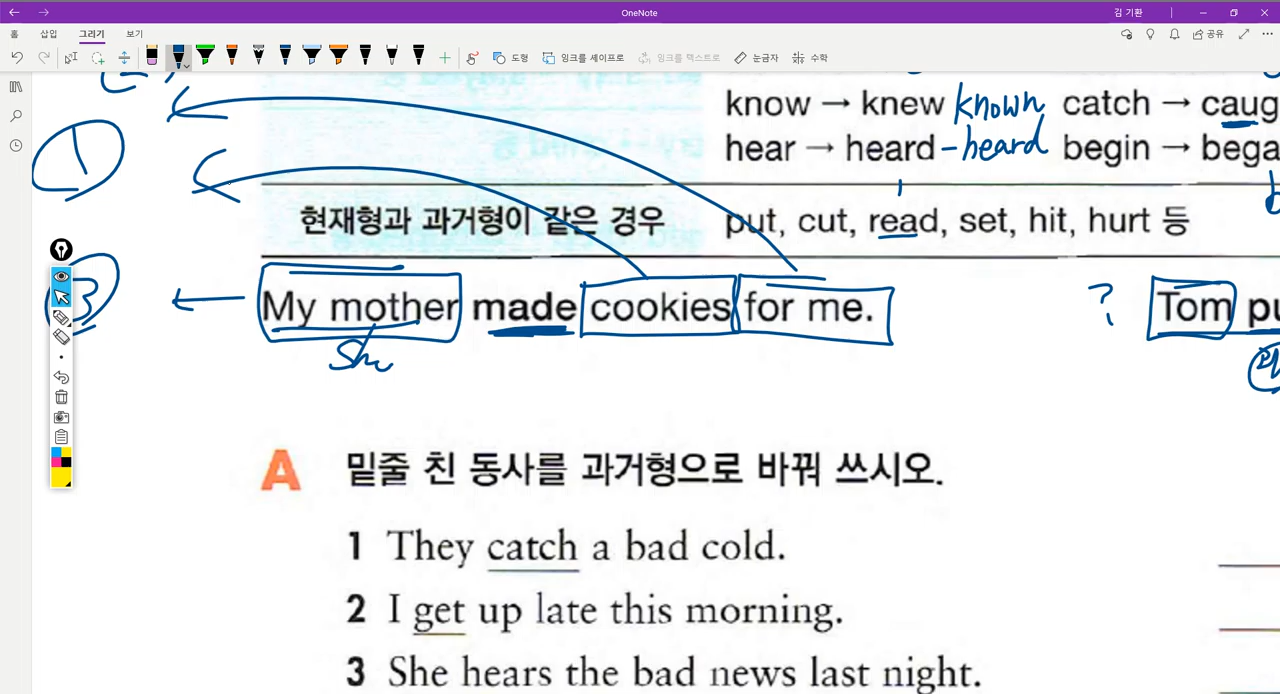 OneNote
김 기환
홈 삽입 그리기 보기
공유
도형 잉크를 셰이프로 잉크를 텍스트로 눈금자 수학
know → knew known catch → caug
hear → heard - heard begin → bega
현재형과 과거형이 같은 경우 put, cut, read, set, hit, hurt 등
① 
③ ← My mother made cookies for me. ? Tom pu
She
A 밑줄 친 동사를 과거형으로 바꿔 쓰시오.
1 They catch a bad cold.
2 I get up late this morning.
3 She hears the bad news last night.